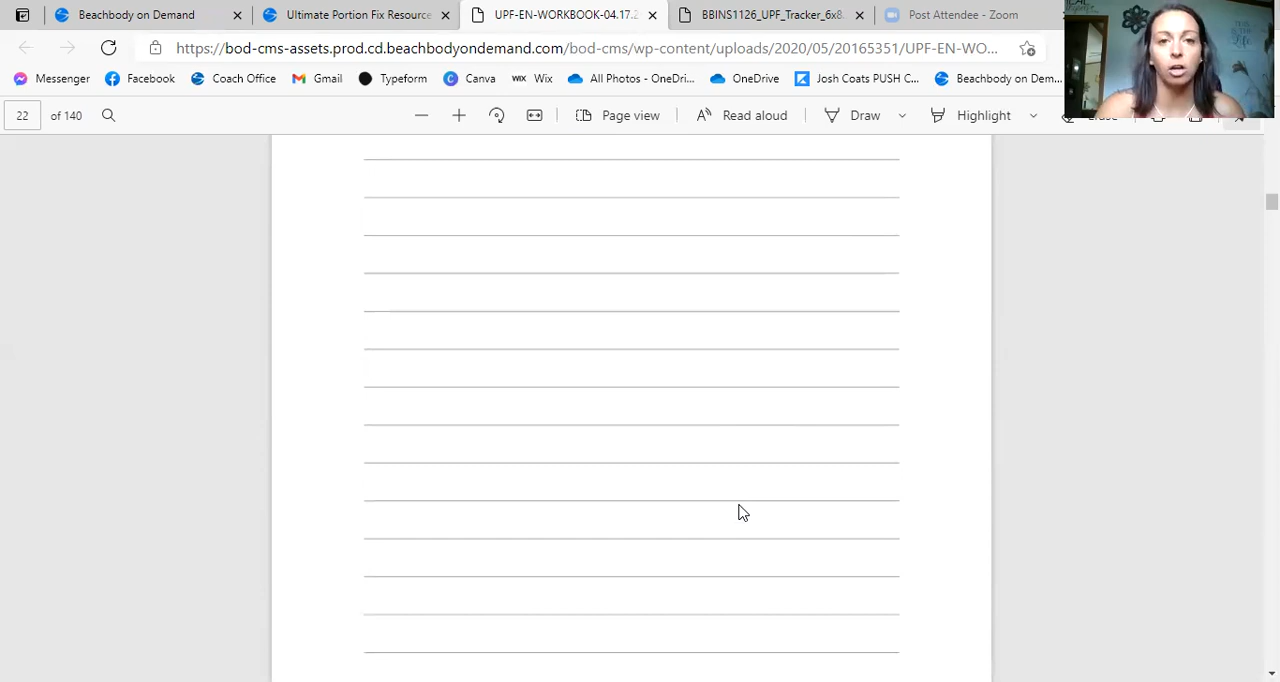 Beachbody on Demand
Ultimate Portion Fix Resource
UPF-EN-WORKBOOK-04.17.2
BBINS1126_UPF_Tracker_6x8.
Post Attendee - Zoom
https://bod-cms-assets.prod.cd.beachbodyondemand.com/bod-cms/wp-content/uploads/2020/05/20165351/UPF-EN-WO...
Messenger
Facebook
Coach Office
Gmail
Typeform
Canva
Wix
All Photos - OneDri...
OneDrive
Josh Coats PUSH C...
Beachbody on Dem...
22 of 140
Page view
Read aloud
Draw
Highlight